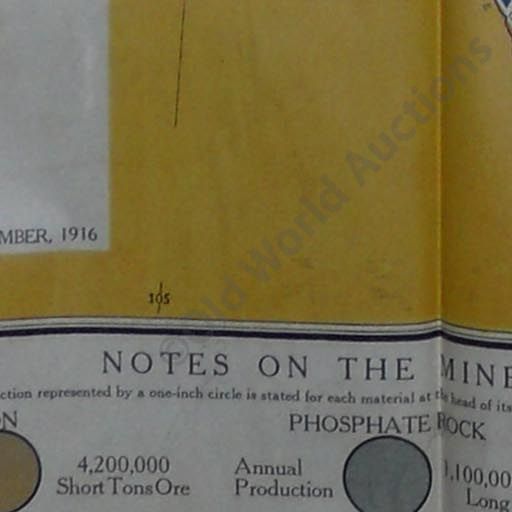 ©Old World Auctions
MBER, 1916
105
NOTES ON THE MINE
ction represented by a one-inch circle is stated for each material at the head of its
N
PHOSPHATE ROCK
4,200,000
Short Tons Ore
Annual
Production
1,100,00
Long